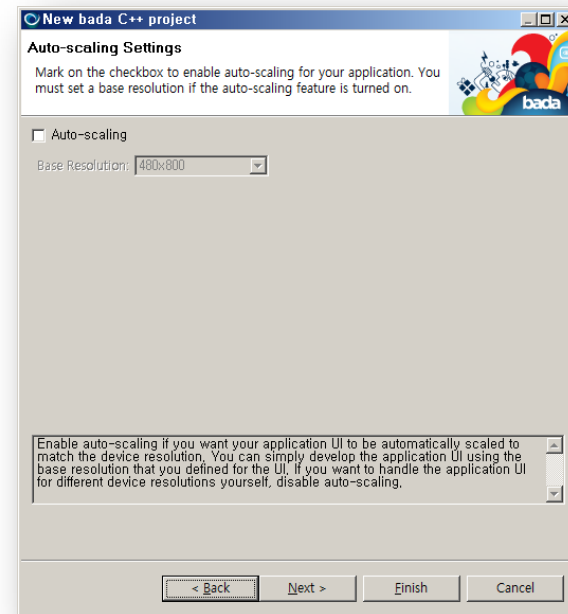 New bada C++ project
Auto-scaling Settings
Mark on the checkbox to enable auto-scaling for your application. You
must set a base resolution if the auto-scaling feature is turned on.
bada
Auto-scaling
Base Resolution: 480x800
Enable auto-scaling if you want your application UI to be automatically scaled to
match the device resolution. You can simply develop the application UI using the
base resolution that you defined for the UI. If you want to handle the application UI
for different device resolutions yourself, disable auto-scaling.
< Back Next > Finish Cancel